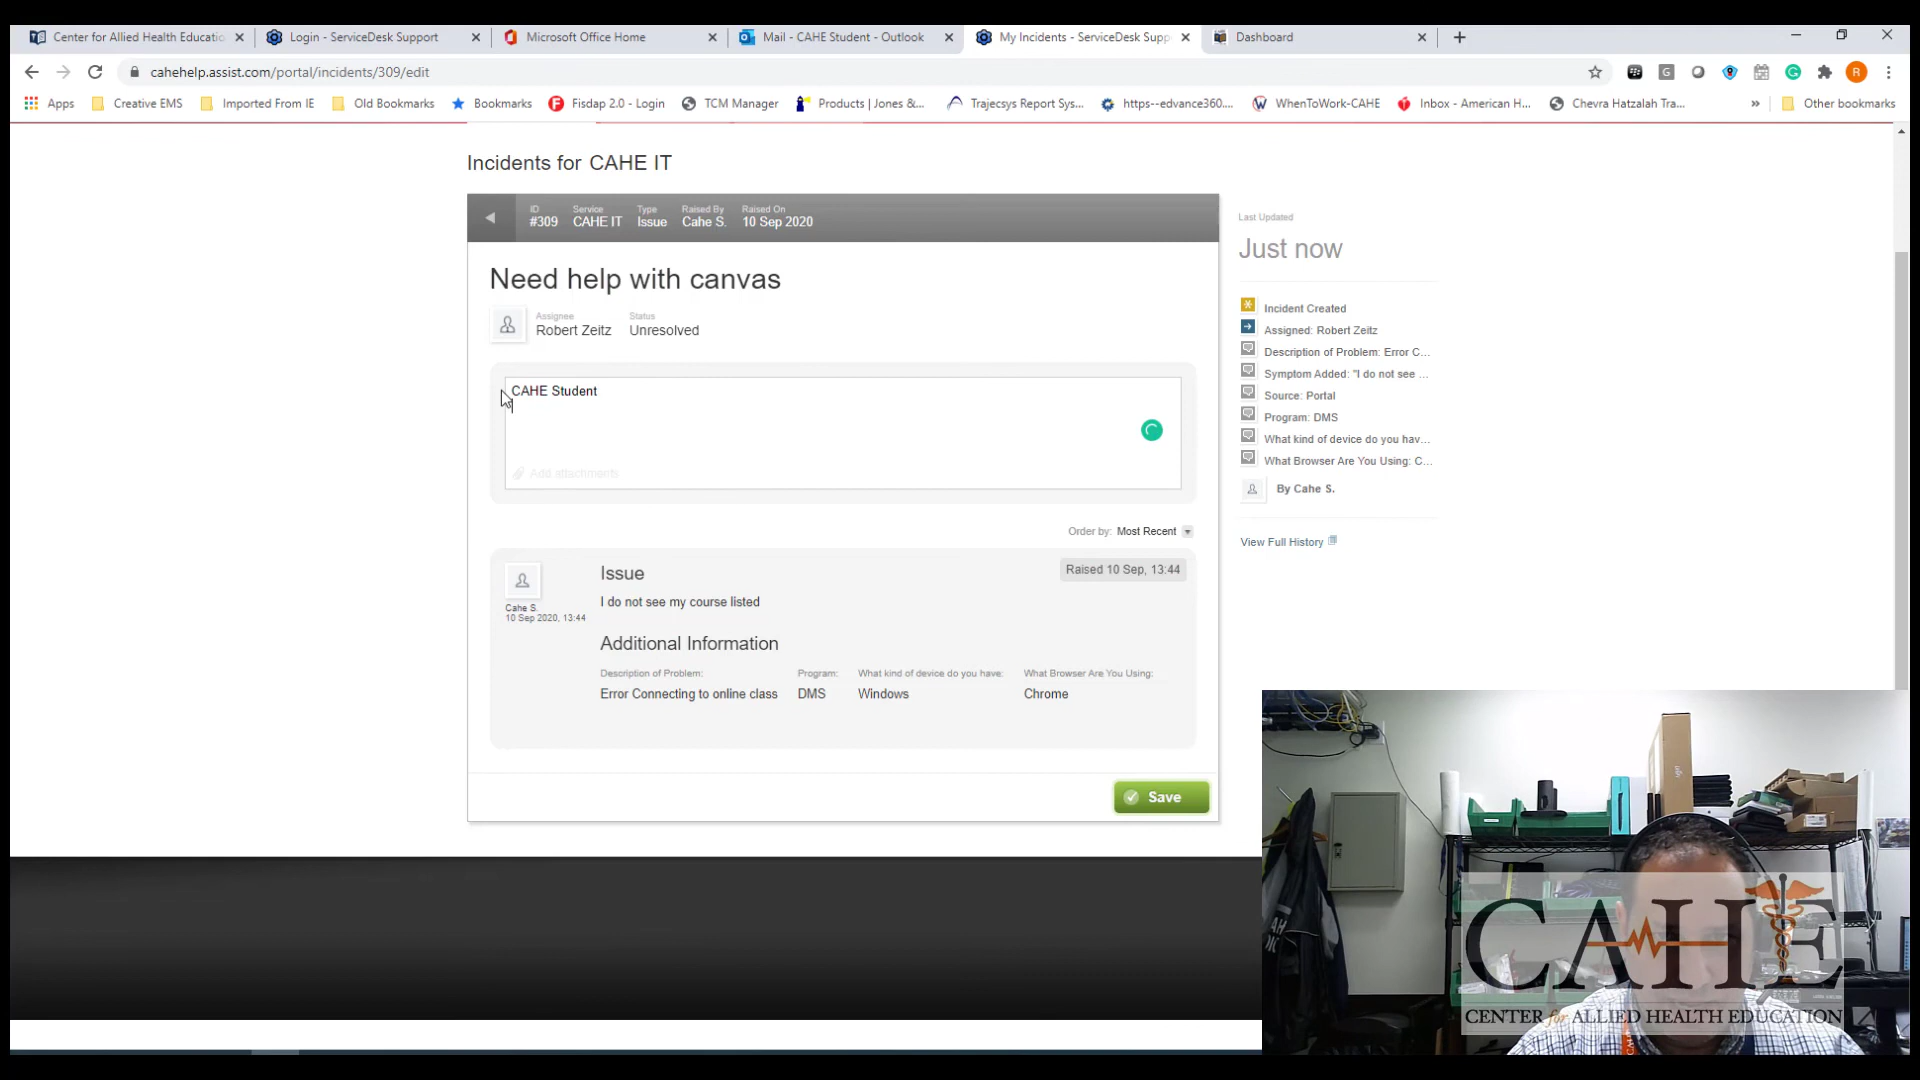 Center for Allied Health Educatio
Login - ServiceDesk Support
Microsoft Office Home
Mail - CAHE Student - Outlook
My Incidents - ServiceDesk Supp
Dashboard
cahehelp.assist.com/portal/incidents/309/edit
R
Apps
Creative EMS
Imported From IE
Old Bookmarks
Bookmarks
Fisdap 2.0 - Login
TCM Manager
Products | Jones &...
Trajecsys Report Sys...
https--edvance360....
WhenToWork-CAHE
Inbox - American H...
Chevra Hatzalah Tra...
Other bookmarks
Incidents for CAHE IT
ID
#309
Service
CAHE IT
Type
Issue
Raised By
Cahe S.
Raised On
10 Sep 2020
Need help with canvas
Assignee
Robert Zeitz
Status
Unresolved
CAHE Student
Add attachments
Order by: Most Recent
Cahe S.
10 Sep 2020, 13:44
Issue
Raised 10 Sep, 13:44
I do not see my course listed
Additional Information
Description of Problem:
Error Connecting to online class
Program:
DMS
What kind of device do you have:
Windows
What Browser Are You Using:
Chrome
Save
Last Updated
Just now
Incident Created
Assigned: Robert Zeitz
Description of Problem: Error C...
Symptom Added: "I do not see ...
Source: Portal
Program: DMS
What kind of device do you hav...
What Browser Are You Using: C...
By Cahe S.
View Full History
CAHE
CENTER for ALLIED HEALTH EDUCATION